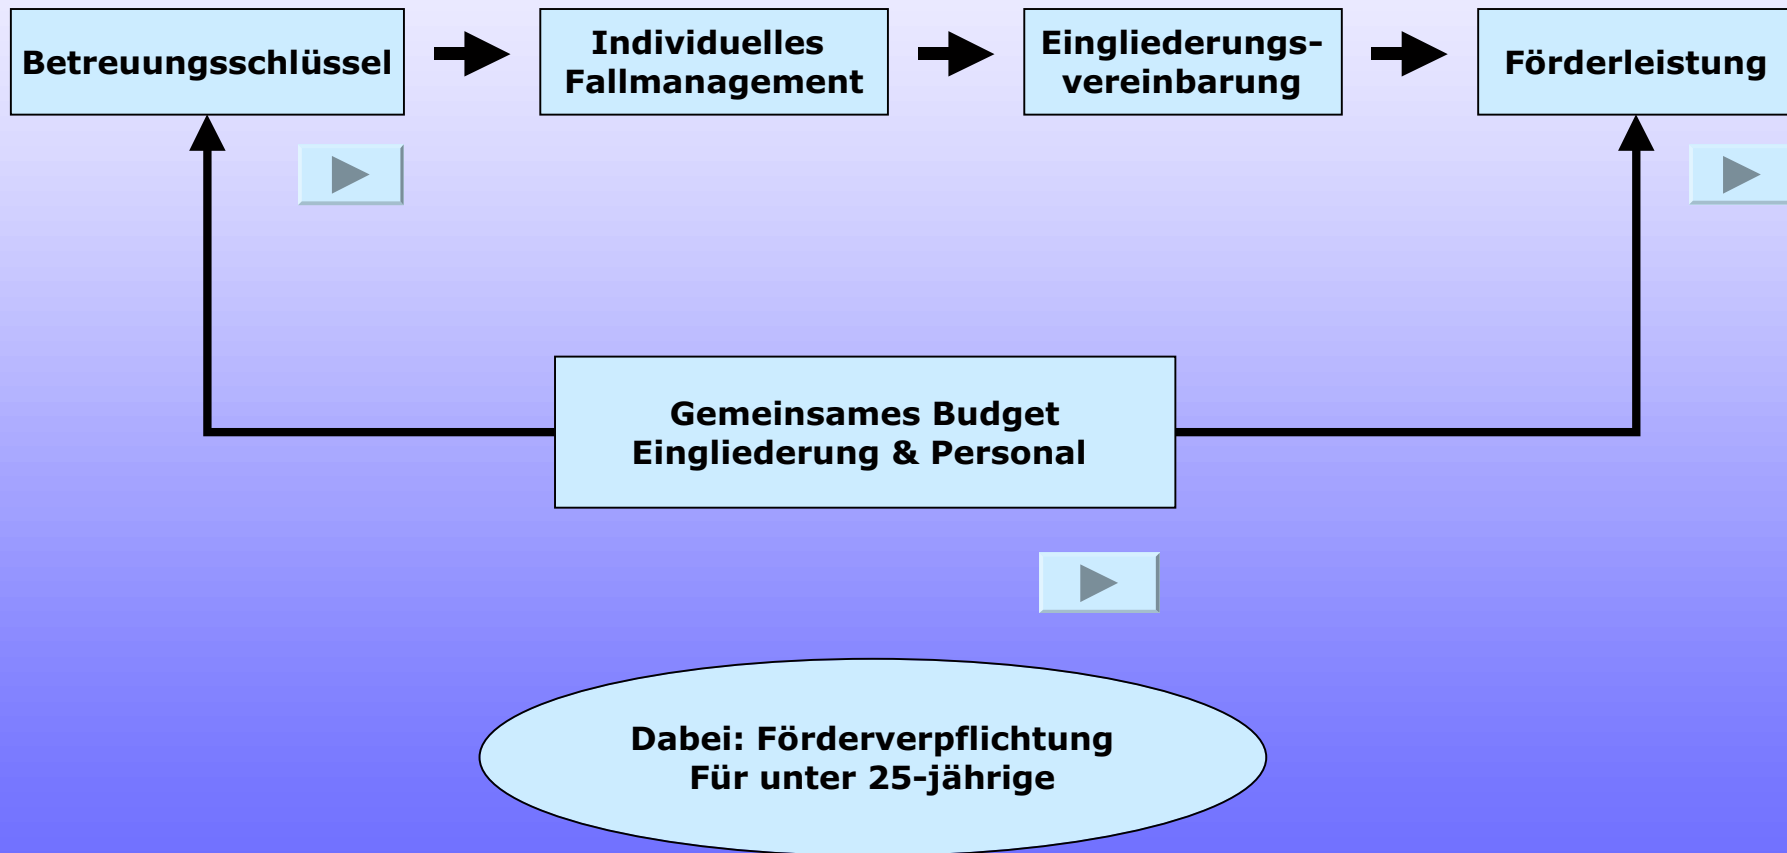 Betreuungsschlüssel
Individuelles
Fallmanagement
Eingliederungs-
vereinbarung
Förderleistung
Gemeinsames Budget
Eingliederung & Personal
Dabei: Förderverpflichtung
Für unter 25-jährige